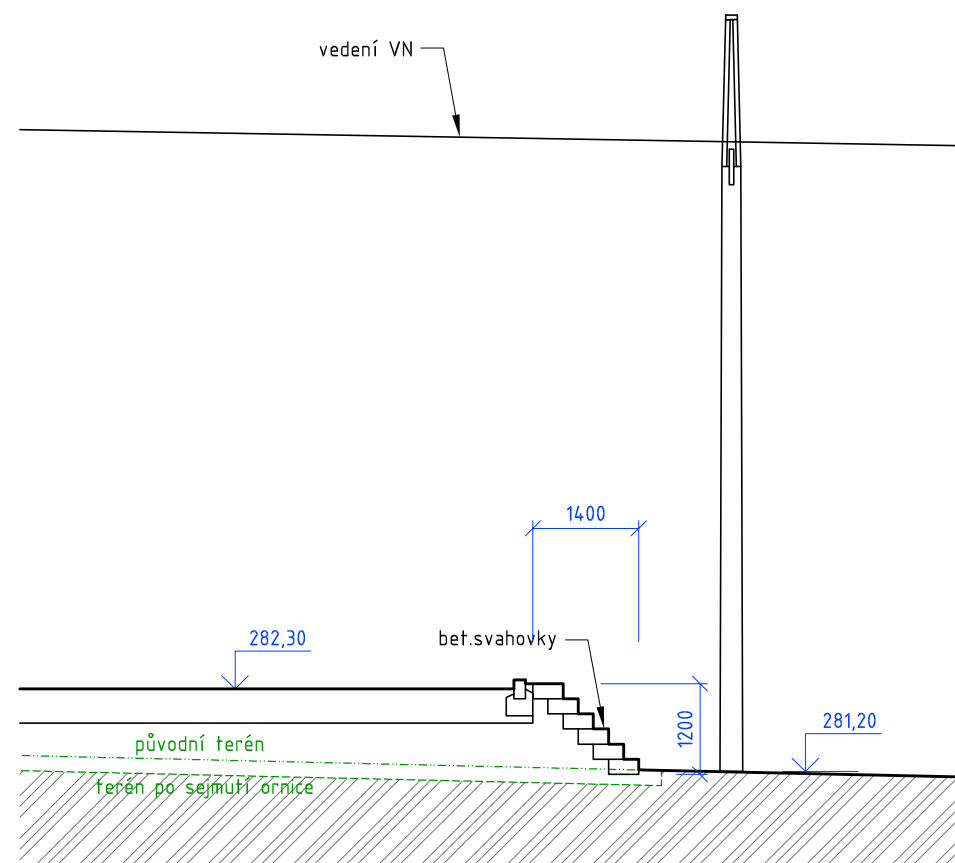 vedení VN
1400
282,30
bet.svahovky
1200
281,20
původní terén
terén po sejmutí ornice